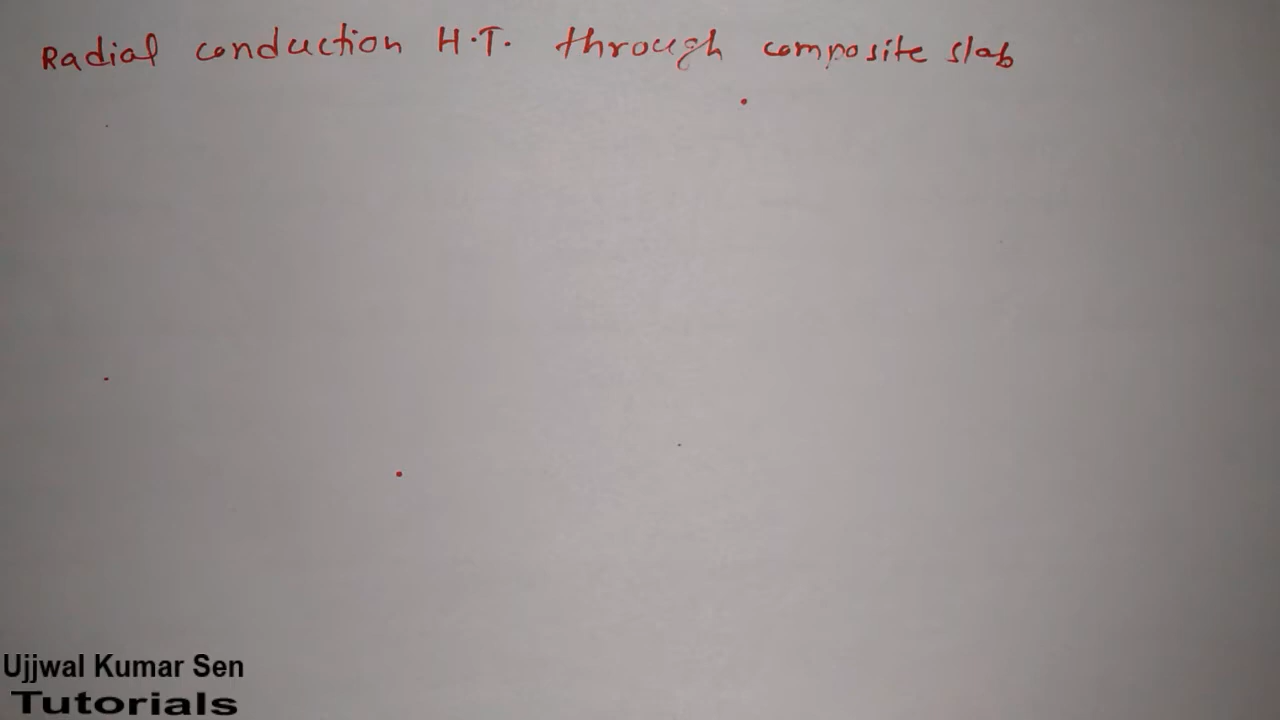 Radial conduction H.T. through composite slab
Ujjwal Kumar Sen
Tutorials